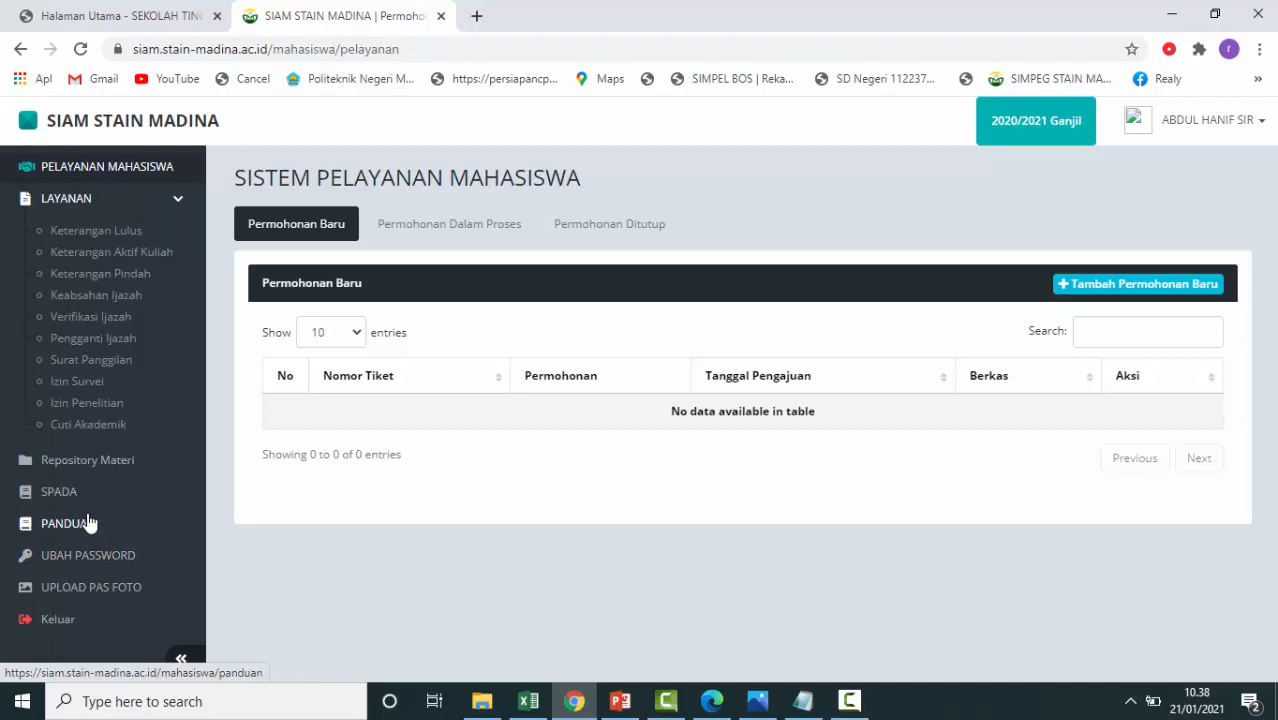 Halaman Utama - SEKOLAH TING
SIAM STAIN MADINA | Permoho
siam.stain-madina.ac.id/mahasiswa/pelayanan
r
Apl
Gmail
YouTube
Cancel
Politeknik Negeri M...
https://persiapancp...
Maps
SIMPEL BOS | Reka...
SD Negeri 112237...
SIMPEG STAIN MA...
Realy
»
SIAM STAIN MADINA
2020/2021 Ganjil
ABDUL HANIF SIR
PELAYANAN MAHASISWA
LAYANAN
Keterangan Lulus
Keterangan Aktif Kuliah
Keterangan Pindah
Keabsahan Ijazah
Verifikasi Ijazah
Pengganti Ijazah
Surat Panggilan
Izin Survei
Izin Penelitian
Cuti Akademik
Repository Materi
SPADA
PANDUA
UBAH PASSWORD
UPLOAD PAS FOTO
Keluar
SISTEM PELAYANAN MAHASISWA
Permohonan Baru Permohonan Dalam Proses Permohonan Ditutup
Permohonan Baru
+ Tambah Permohonan Baru
Show 10 entries
Search:
No Nomor Tiket Permohonan Tanggal Pengajuan Berkas Aksi
No data available in table
Showing 0 to 0 of 0 entries
Previous Next
https://siam.stain-madina.ac.id/mahasiswa/panduan
Type here to search
10.38
21/01/2021
2